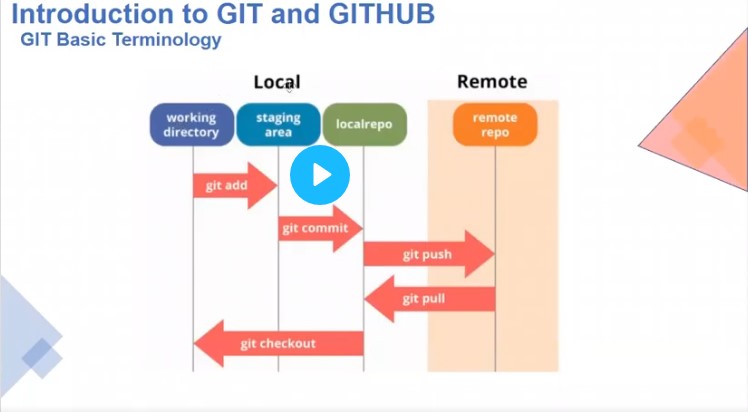 Introduction to GIT and GITHUB
GIT Basic Terminology
Local
Remote
working
directory
staging
area
localrepo
remote
repo
git add
git commit
git push
git pull
git checkout